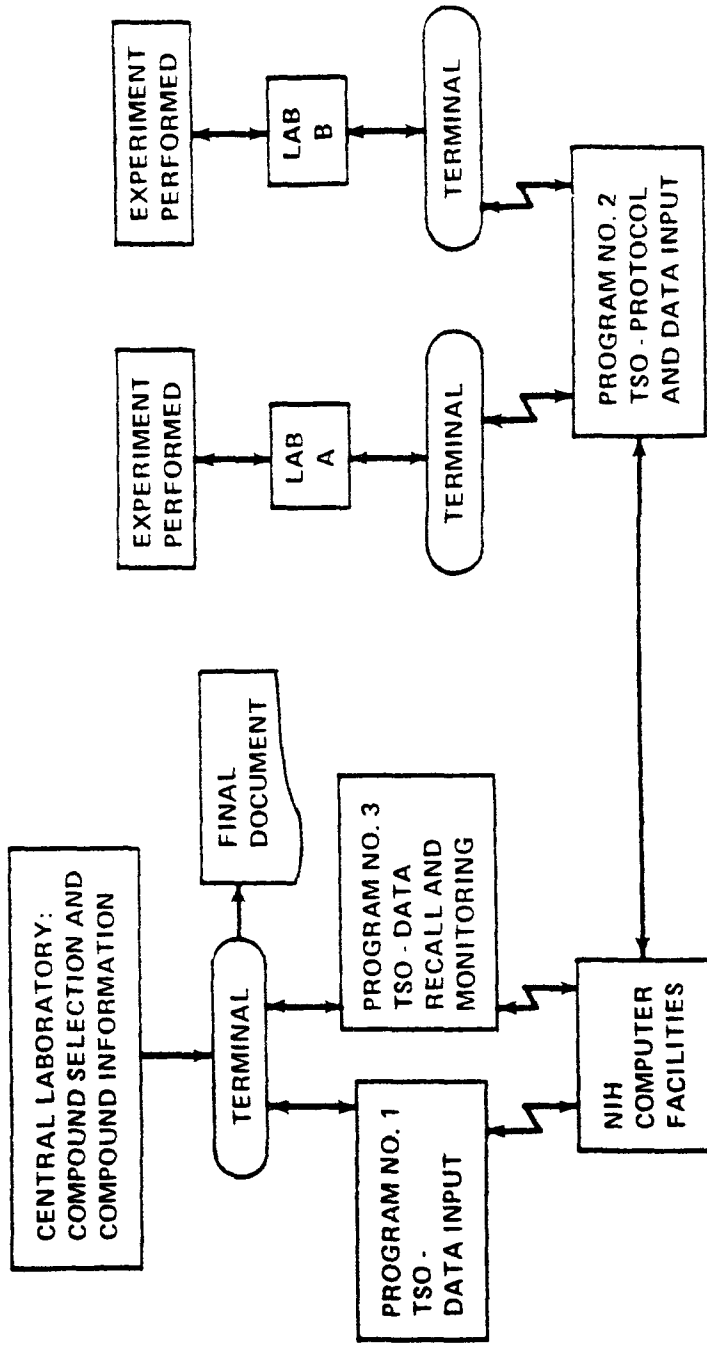 CENTRAL LABORATORY:
COMPOUND SELECTION AND
COMPOUND INFORMATION
TERMINAL
FINAL
DOCUMENT
PROGRAM NO. 1
TSO -
DATA INPUT
PROGRAM NO. 3
TSO - DATA
RECALL AND
MONITORING
NIH
COMPUTER
FACILITIES
EXPERIMENT
PERFORMED
LAB
A
TERMINAL
EXPERIMENT
PERFORMED
LAB
B
TERMINAL
PROGRAM NO. 2
TSO - PROTOCOL
AND DATA INPUT